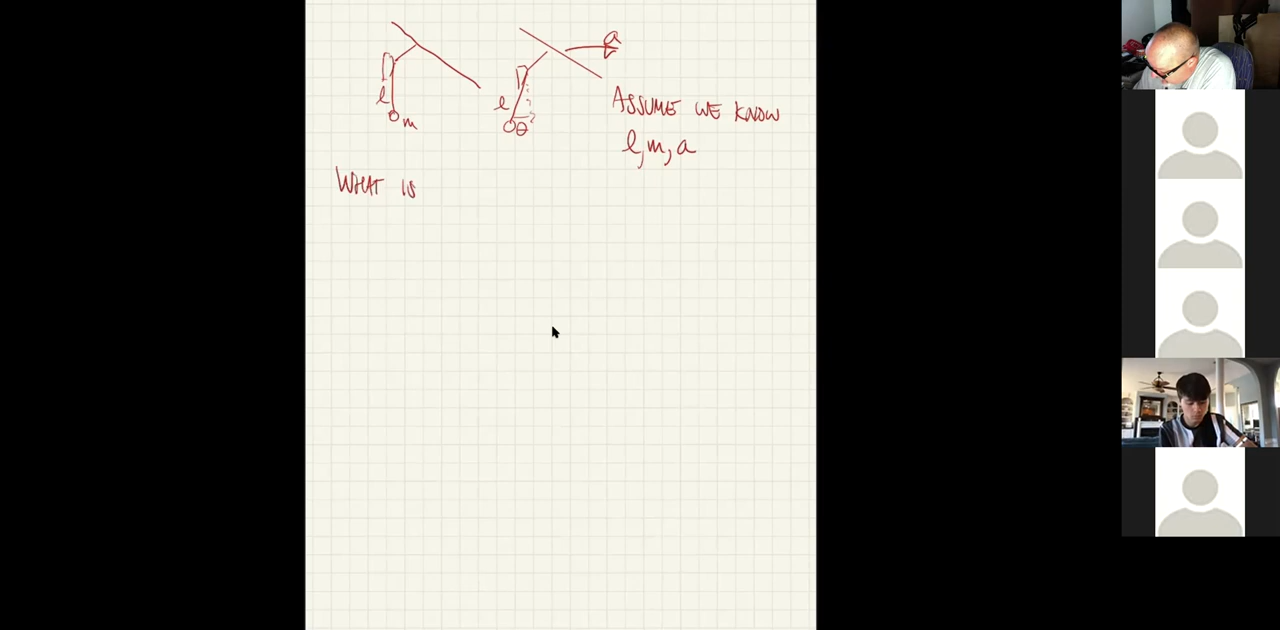 a
l
m
l
θ
ASSUME WE KNOW
l, m, a
WHAT IS